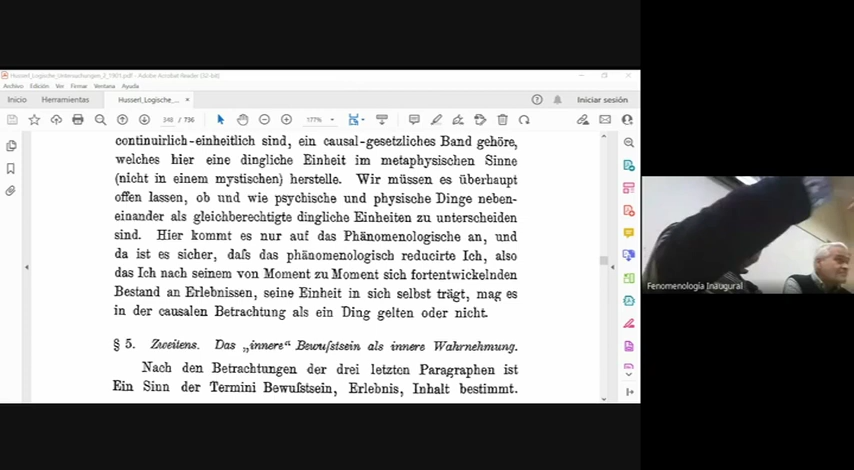 Husserl_Logische_Untersuchungen_2_1901.pdf - Adobe Acrobat Reader (32-bit)
Archivo Edición Ver Firmar Ventana Ayuda
Inicio Herramientas Husserl_Logische_... × Iniciar sesión
348 / 736 177%
continuirlich-einheitlich sind, ein causal-gesetzliches Band gehöre,
welches hier eine dingliche Einheit im metaphysischen Sinne
(nicht in einem mystischen) herstelle. Wir müssen es überhaupt
offen lassen, ob und wie psychische und physische Dinge neben-
einander als gleichberechtigte dingliche Einheiten zu unterscheiden
sind. Hier kommt es nur auf das Phänomenologische an, und
da ist es sicher, daſs das phänomenologisch reducirte Ich, also
das Ich nach seinem von Moment zu Moment sich fortentwickelnden
Bestand an Erlebnissen, seine Einheit in sich selbst trägt, mag es
in der causalen Betrachtung als ein Ding gelten oder nicht.
§ 5. Zweitens. Das „innere“ Bewuſstsein als innere Wahrnehmung.
Nach den Betrachtungen der drei letzten Paragraphen ist
Ein Sinn der Termini Bewuſstsein, Erlebnis, Inhalt bestimmt.
Fenomenología Inaugural